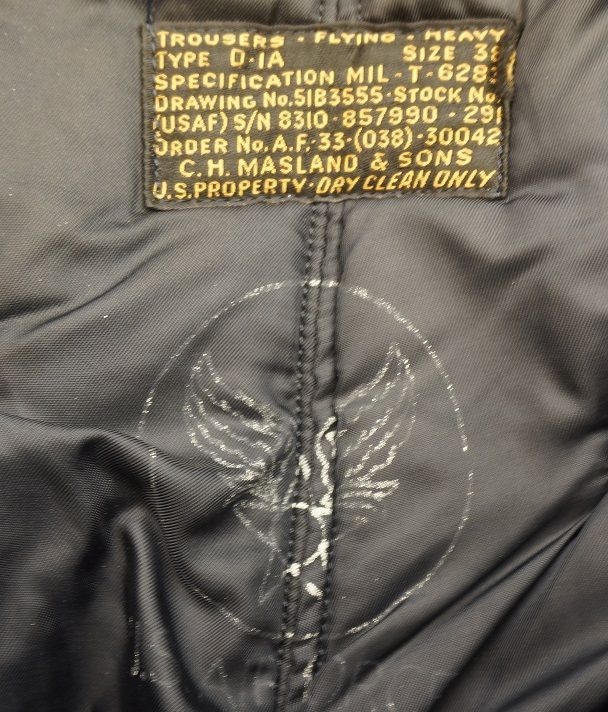 TROUSERS - FLYING - HEAVY
TYPE D-1A SIZE 38
SPECIFICATION MIL-T-628
DRAWING No.51B3555-STOCK No.
(USAF) S/N 8310-857990-291
ORDER No. A.F.-33-(038)-30042
C.H. MASLAND & SONS
U.S.PROPERTY-DRY CLEAN ONLY